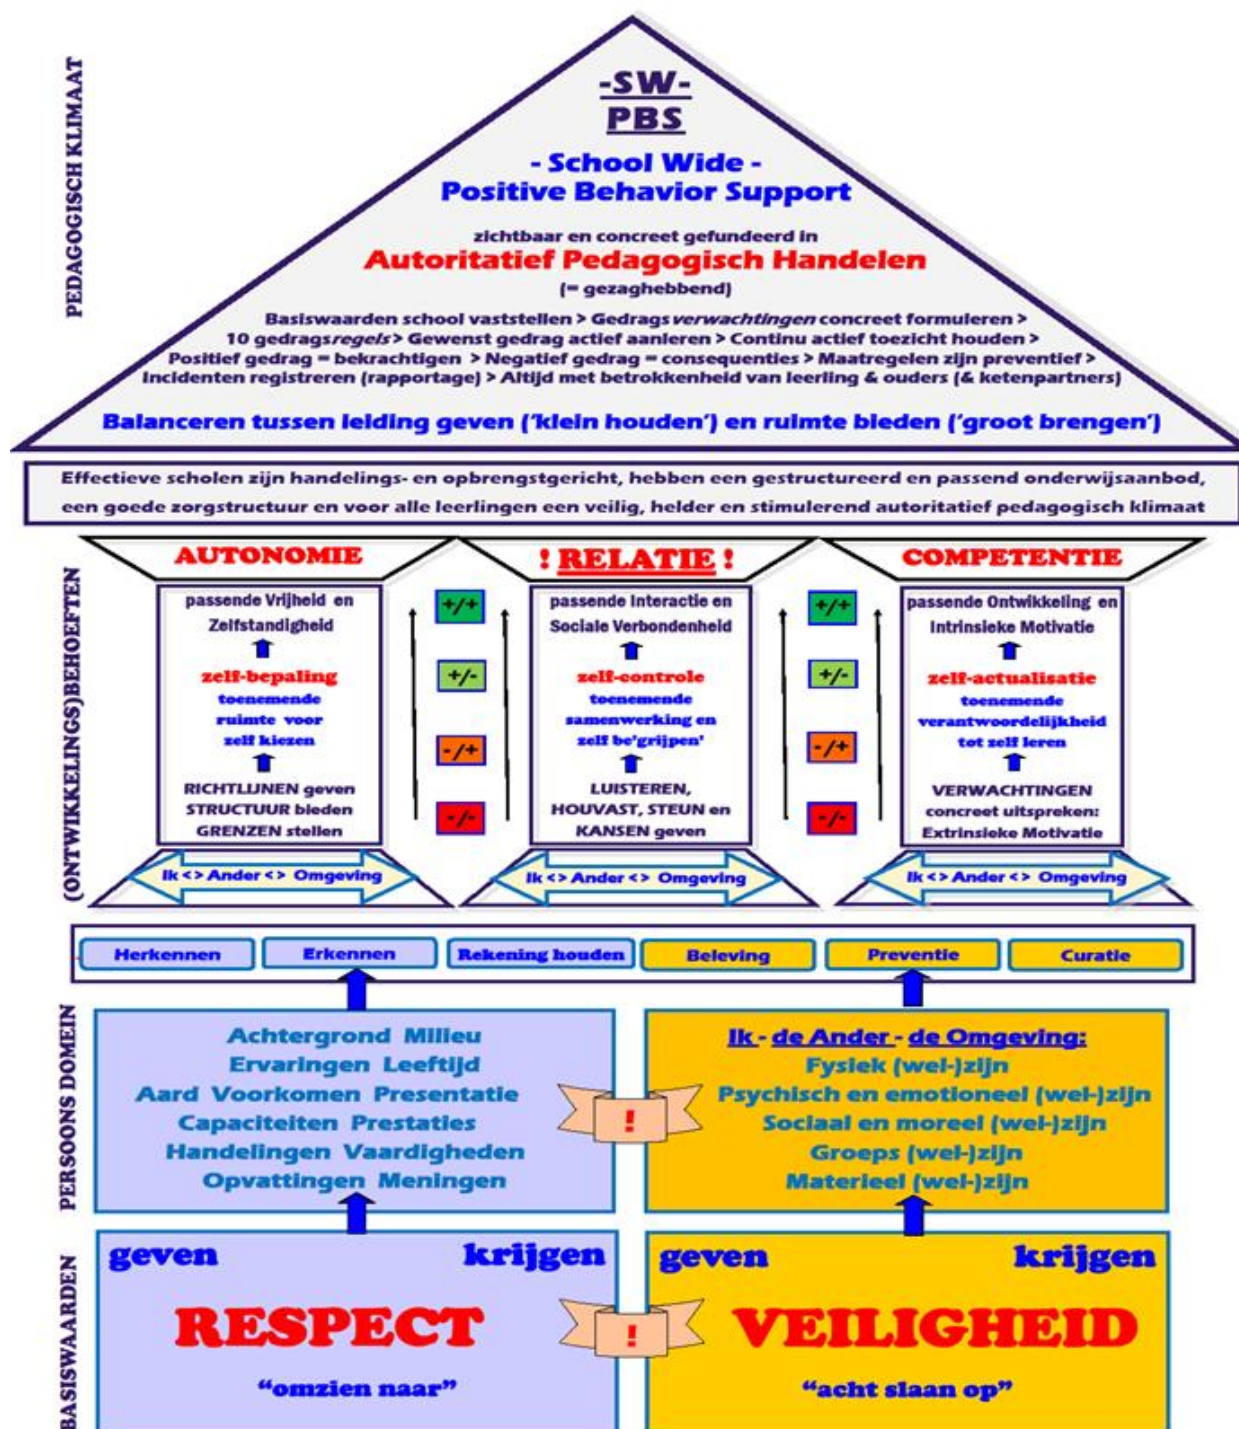 PEDAGOGISCH KLIMAAT
-SW-
PBS
- School Wide -
Positive Behavior Support
zichtbaar en concreet gefundeerd in
Autoritatief Pedagogisch Handelen
(= gezaghebbend)
Basiswaarden school vaststellen > Gedragsverwachtingen concreet formuleren >
10 gedragsregels > Gewenst gedrag actief aanleren > Continu actief toezicht houden >
Positief gedrag = bekrachtigen > Negatief gedrag = consequenties > Maatregelen zijn preventief >
Incidenten registreren (rapportage) > Altijd met betrokkenheid van leerling & ouders (& ketenpartners)
Balanceren tussen leiding geven ('klein houden') en ruimte bieden ('groot brengen')
Effectieve scholen zijn handelings- en opbrengstgericht, hebben een gestructureerd en passend onderwijsaanbod,
een goede zorgstructuur en voor alle leerlingen een veilig, helder en stimulerend autoritatief pedagogisch klimaat
(ONTWIKKELINGS)BEHOEFTEN
AUTONOMIE
passende Vrijheid en
Zelfstandigheid
zelf-bepaling
toenemende
ruimte voor
zelf kiezen
RICHTLIJNEN geven
STRUCTUUR bieden
GRENZEN stellen
Ik <> Ander <> Omgeving
+/+
+/-
-/+
-/-
! RELATIE !
passende Interactie en
Sociale Verbondenheid
zelf-controle
toenemende
samenwerking en
zelf be'grijpen'
LUISTEREN,
HOUVAST, STEUN en
KANSEN geven
Ik <> Ander <> Omgeving
+/+
+/-
-/+
-/-
COMPETENTIE
passende Ontwikkeling en
Intrinsieke Motivatie
zelf-actualisatie
toenemende
verantwoordelijkheid
tot zelf leren
VERWACHTINGEN
concreet uitspreken:
Extrinsieke Motivatie
Ik <> Ander <> Omgeving
Herkennen
Erkennen
Rekening houden
Beleving
Preventie
Curatie
PERSOONS DOMEIN
Achtergrond Milieu
Ervaringen Leeftijd
Aard Voorkomen Presentatie
Capaciteiten Prestaties
Handelingen Vaardigheden
Opvattingen Meningen
!
Ik - de Ander - de Omgeving:
Fysiek (wel-)zijn
Psychisch en emotioneel (wel-)zijn
Sociaal en moreel (wel-)zijn
Groeps (wel-)zijn
Materieel (wel-)zijn
BASISWAARDEN
geven krijgen
RESPECT
"omzien naar"
!
geven krijgen
VEILIGHEID
"acht slaan op"